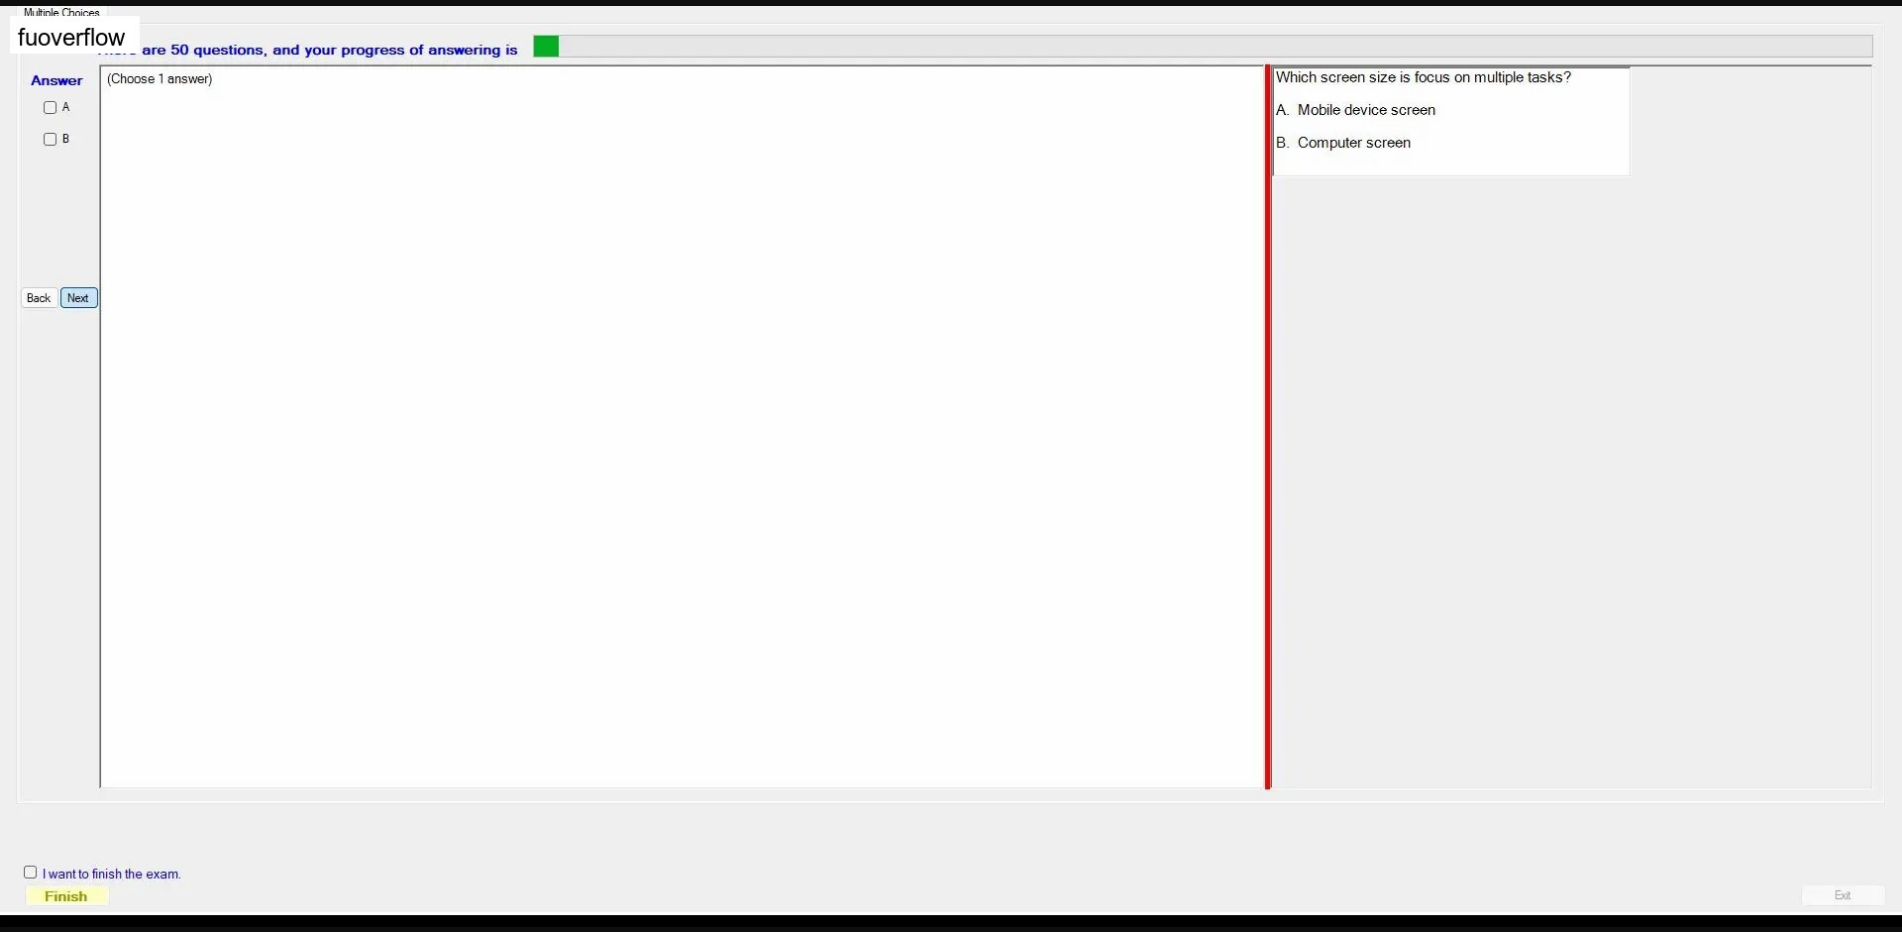 Multiple Choices
fuoverflow
are 50 questions, and your progress of answering is
Answer
(Choose 1 answer)
A
B
Back
Next
Which screen size is focus on multiple tasks?
A. Mobile device screen
B. Computer screen
I want to finish the exam.
Finish
Exit